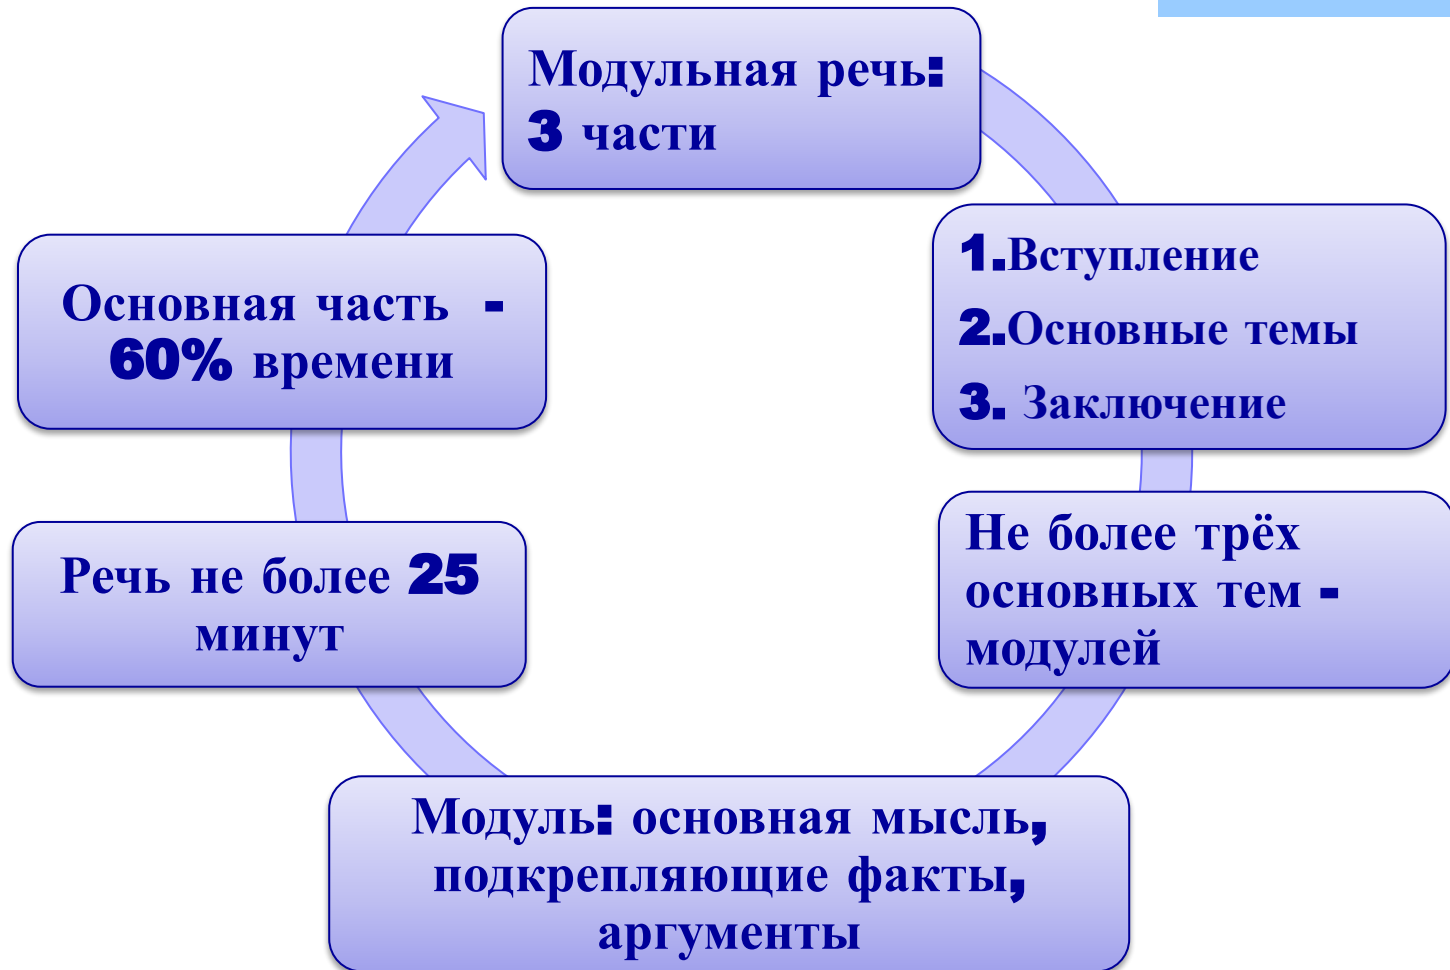 Модульная речь:
3 части
1.Вступление
2.Основные темы
3. Заключение
Не более трёх
основных тем -
модулей
Модуль: основная мысль,
подкрепляющие факты,
аргументы
Речь не более 25
минут
Основная часть -
60% времени